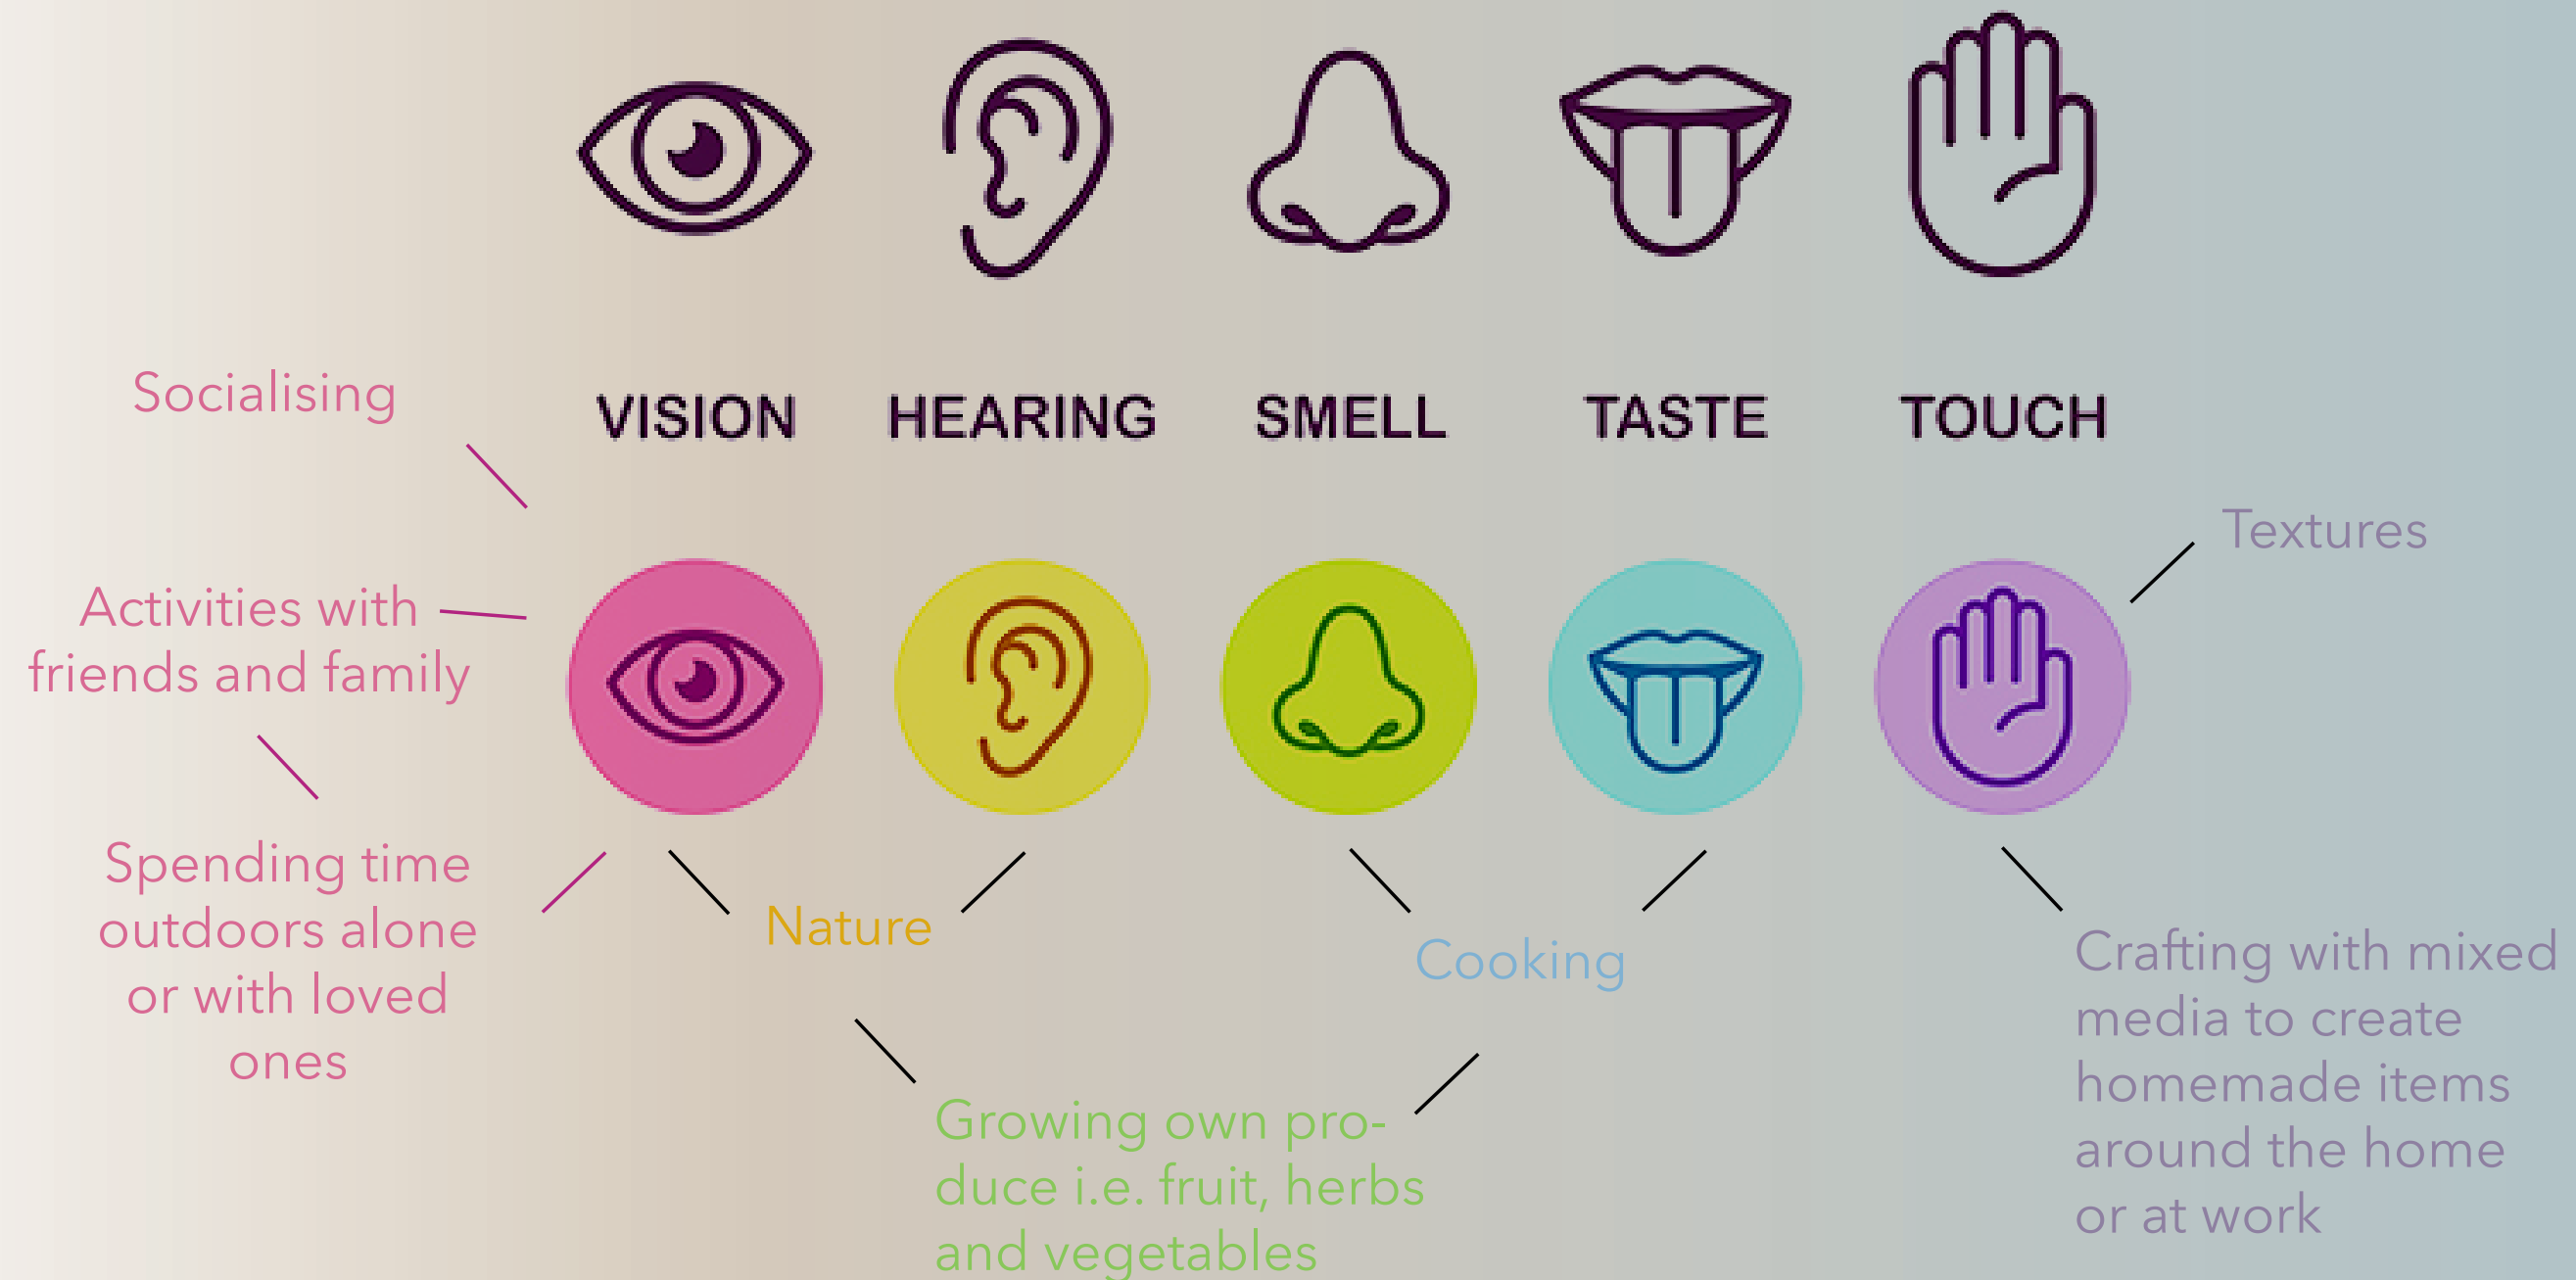 VISION HEARING SMELL TASTE TOUCH
Socialising
Activities with
friends and family
Spending time
outdoors alone
or with loved
ones
Nature
Growing own pro-
duce i.e. fruit, herbs
and vegetables
Cooking
Textures
Crafting with mixed
media to create
homemade items
around the home
or at work